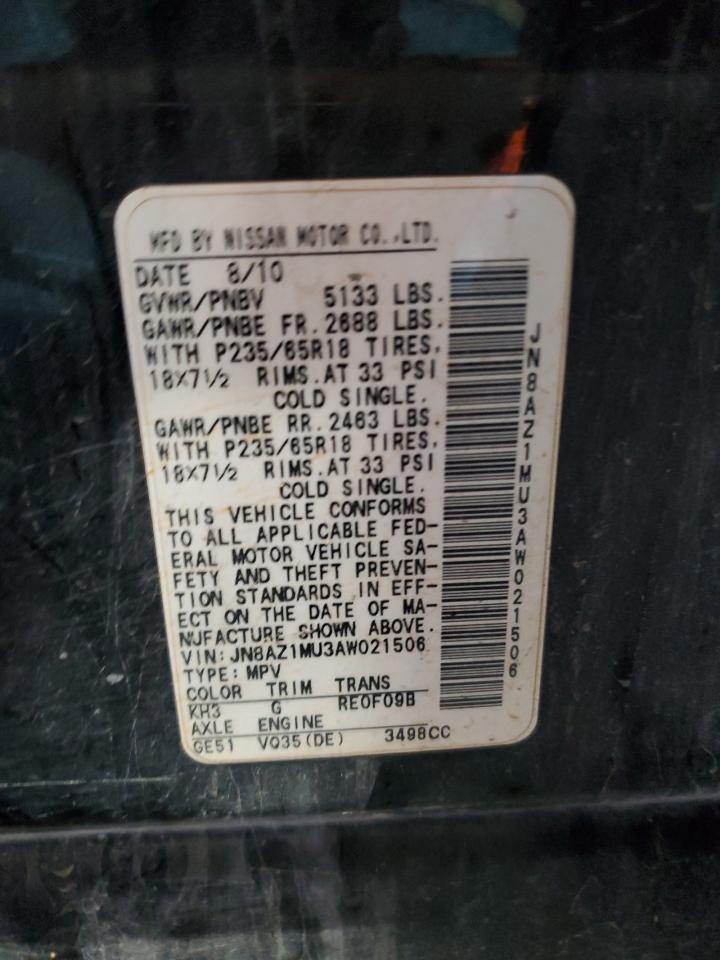 MFD BY NISSAN MOTOR CO.,LTD.
DATE 8/10
GVWR/PNBV 5133 LBS.
GAWR/PNBE FR. 2688 LBS.
WITH P235/65R18 TIRES,
18X7½ RIMS.AT 33 PSI
COLD SINGLE.
GAWR/PNBE RR. 2463 LBS.
WITH P235/65R18 TIRES,
18X7½ RIMS.AT 33 PSI
COLD SINGLE.
THIS VEHICLE CONFORMS
TO ALL APPLICABLE FED-
ERAL MOTOR VEHICLE SA-
FETY AND THEFT PREVEN-
TION STANDARDS IN EFF-
ECT ON THE DATE OF MA-
NUFACTURE SHOWN ABOVE.
VIN:JN8AZ1MU3AW021506
TYPE:MPV
COLOR TRIM TRANS
KH3 G RE0F09B
AXLE ENGINE
GE51 VQ35(DE) 3498CC
JN8AZ1MU3AW021506